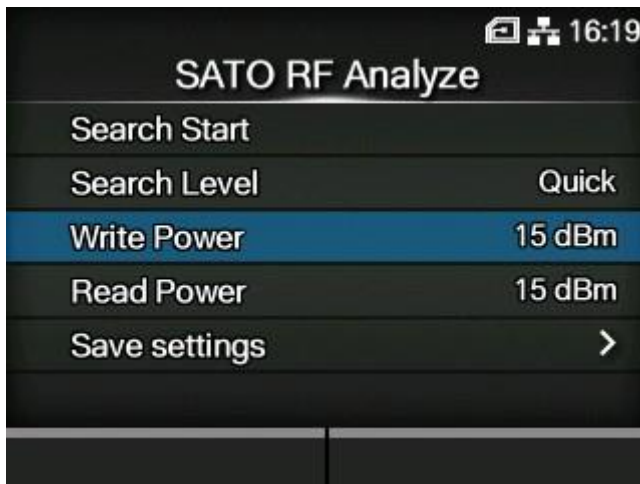 16:19
SATO RF Analyze
Search Start
Search Level Quick
Write Power 15 dBm
Read Power 15 dBm
Save settings >